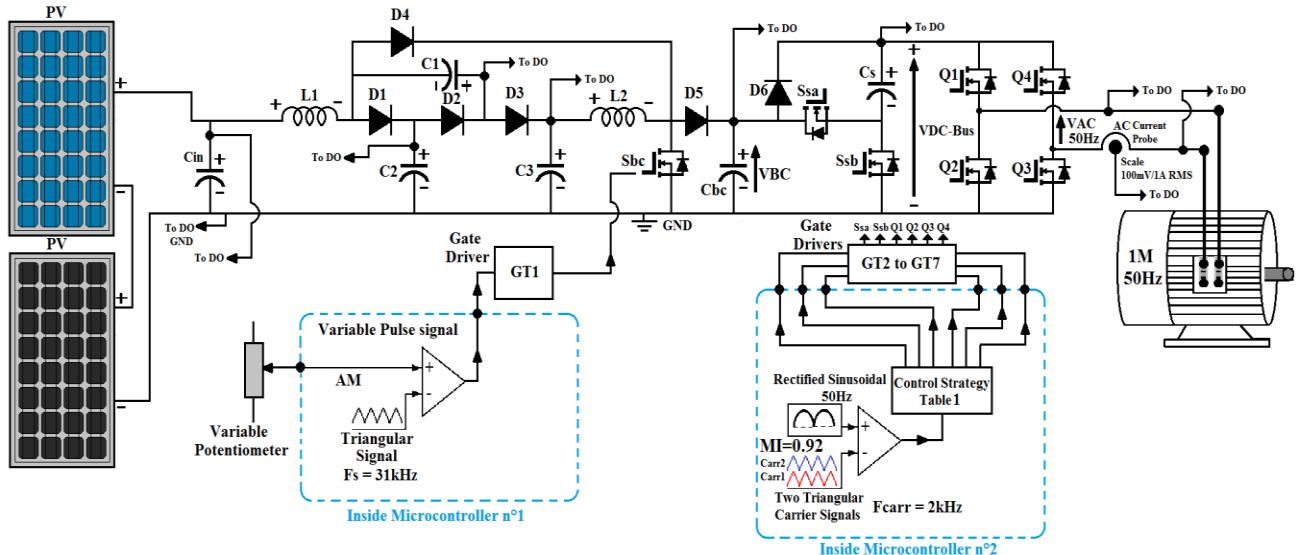 PV
+
−
PV
+
−
Cin
+
−
To DO
GND
To DO
+ L1 −
D4
C1
− +
To DO
D1
D2
D3
To DO
To DO
C2
+
−
C3
+
−
+ L2 −
D5
Sbc
To DO
Cbc
+
−
VBC
GND
D6
Ssa
To DO
Cs
+
−
Ssb
+
VDC-Bus
−
Q1
Q4
Q2
Q3
To DO
To DO
VAC
50Hz
AC Current
Probe
Scale
100mV/1A RMS
To DO
1M
50Hz
Gate
Driver
GT1
Variable Pulse signal
AM
+
-
Triangular
Signal
Fs = 31kHz
Variable
Potentiometer
Inside Microcontroller n°1
Gate
Drivers
Ssa Ssb Q1 Q2 Q3 Q4
GT2 to GT7
Control Strategy
Table 1
Rectified Sinusoidal
50Hz
MI=0.92
Carr2
Carr1
+
-
Two Triangular
Carrier Signals
Fcarr = 2kHz
Inside Microcontroller n°2